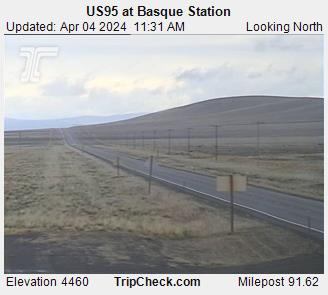 US95 at Basque Station
Updated: Apr 04 2024 11:31 AM Looking North
Elevation 4460 TripCheck.com Milepost 91.62